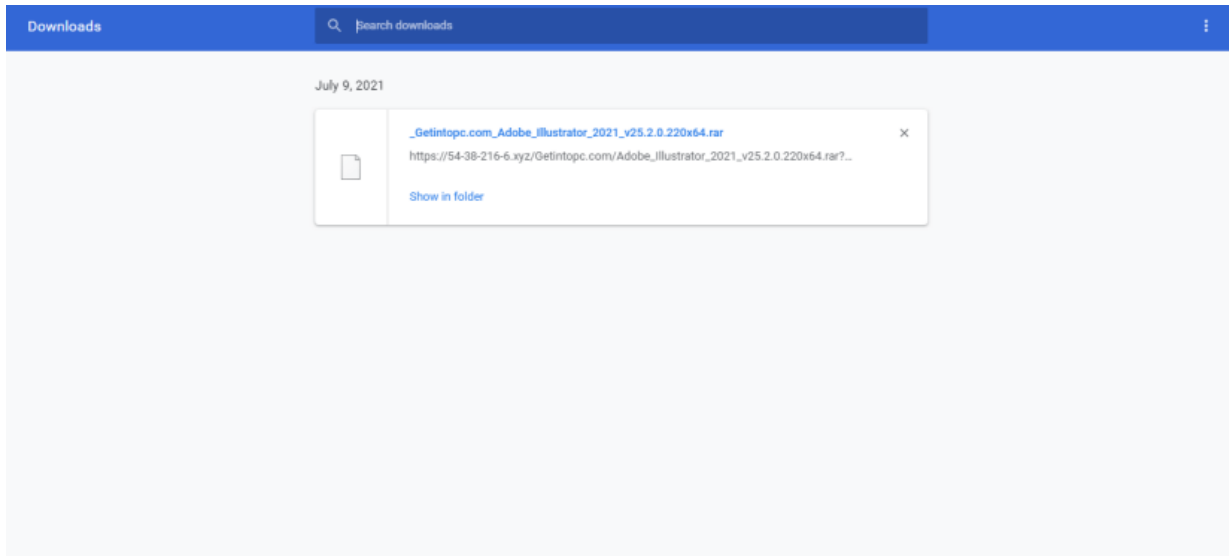 Downloads
Search downloads
July 9, 2021
_Getintopc.com_Adobe_Illustrator_2021_v25.2.0.220x64.rar
https://54-38-216-6.xyz/Getintopc.com/Adobe_Illustrator_2021_v25.2.0.220x64.rar?...
Show in folder